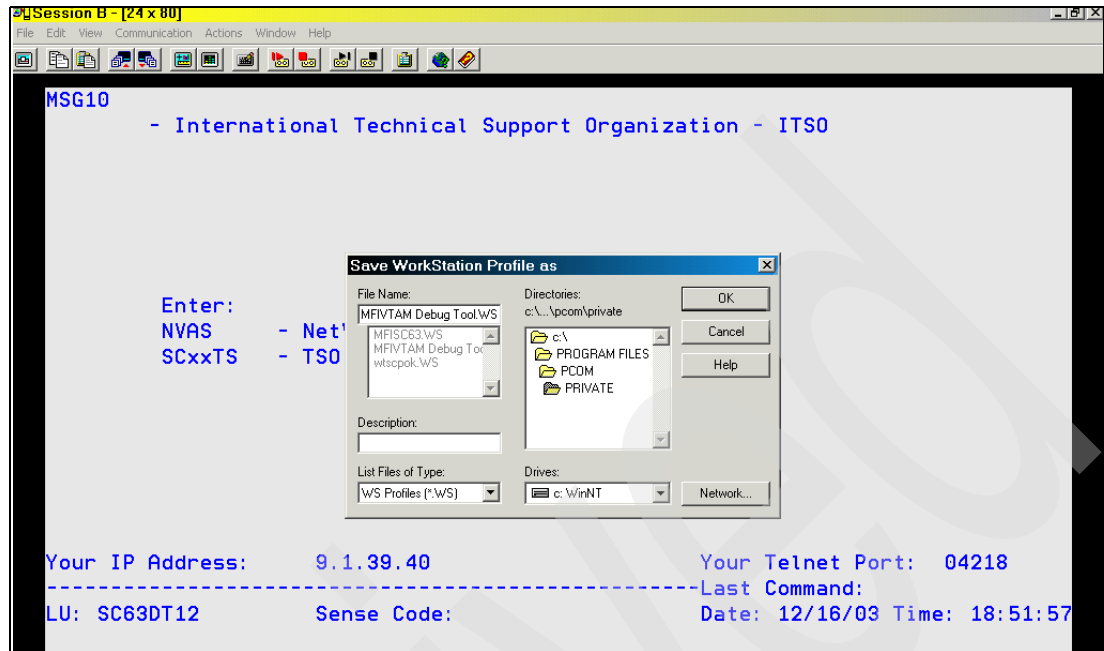 Session B - [24 x 80]
File Edit View Communication Actions Window Help
MSG10
- International Technical Support Organization - ITSO
Save WorkStation Profile as
File Name:
MFIVTAM Debug Tool.WS
MFISC63.WS
MFIVTAM Debug Too
wtscpok.WS
Description:
List Files of Type:
WS Profiles (*.WS)
Directories:
c:\...\pcom\private
c:\
PROGRAM FILES
PCOM
PRIVATE
Drives:
c: WinNT
OK
Cancel
Help
Network...
Enter:
NVAS - Net
SCxxTS - TSO
Your IP Address: 9.1.39.40 Your Telnet Port: 04218
---------------------------------------------------------Last Command:
LU: SC63DT12 Sense Code: Date: 12/16/03 Time: 18:51:57